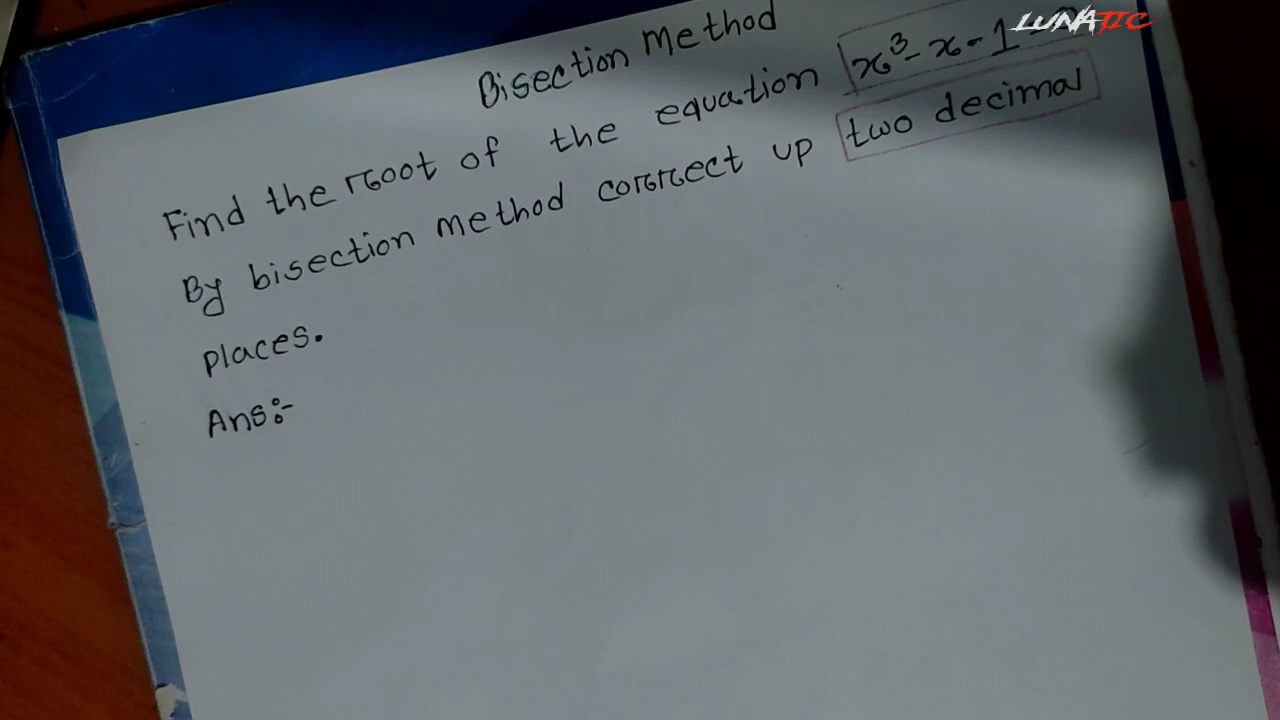 LUNATIC
Bisection Method
Find the root of the equation x³-x-1
By bisection method correct up two decimal
places.
Ans:-